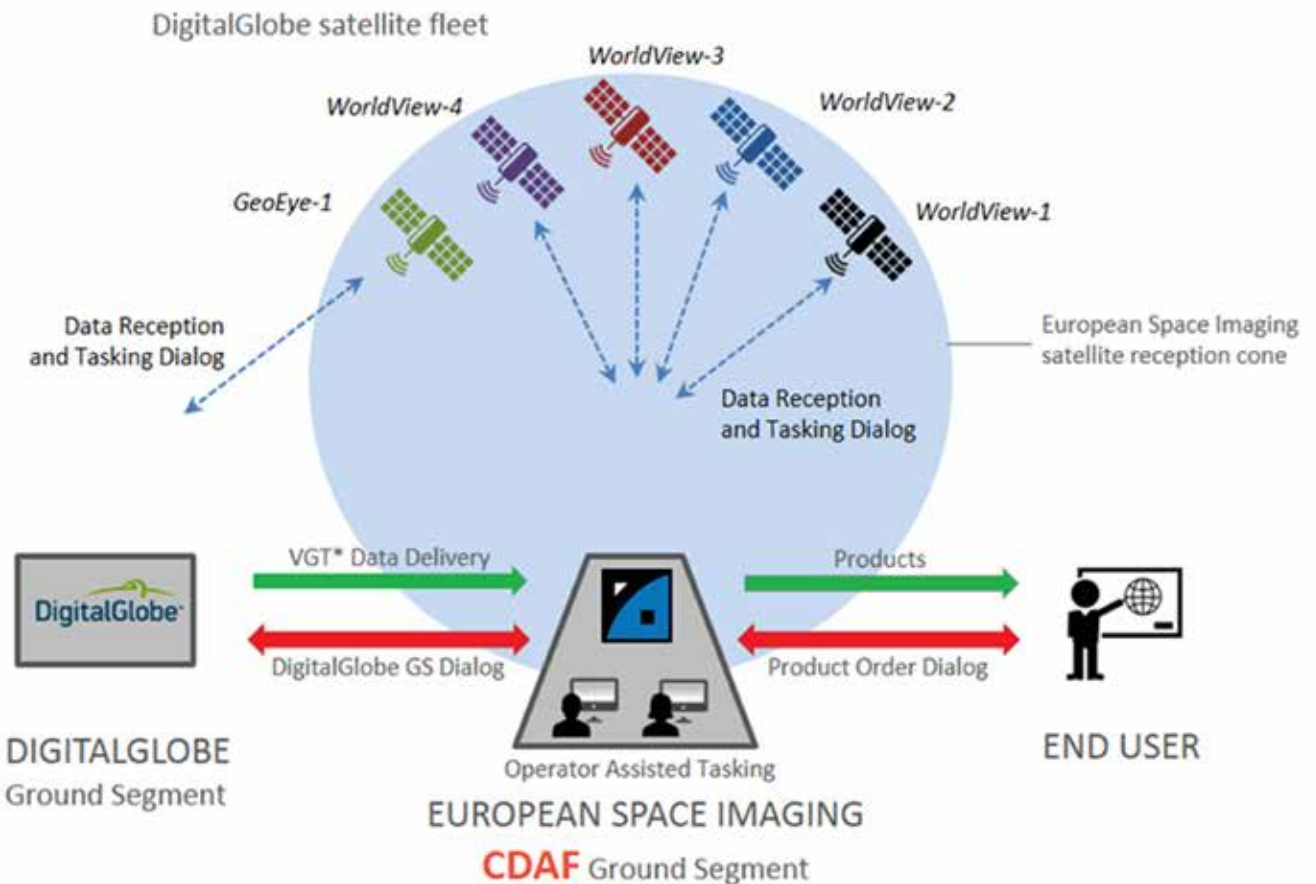 DigitalGlobe satellite fleet
WorldView-3
WorldView-4
WorldView-2
GeoEye-1
WorldView-1
Data Reception
and Tasking Dialog
European Space Imaging
satellite reception cone
Data Reception
and Tasking Dialog
VGT* Data Delivery
Products
DigitalGlobe
DigitalGlobe GS Dialog
Product Order Dialog
DIGITALGLOBE
Ground Segment
END USER
Operator Assisted Tasking
EUROPEAN SPACE IMAGING
CDAF Ground Segment